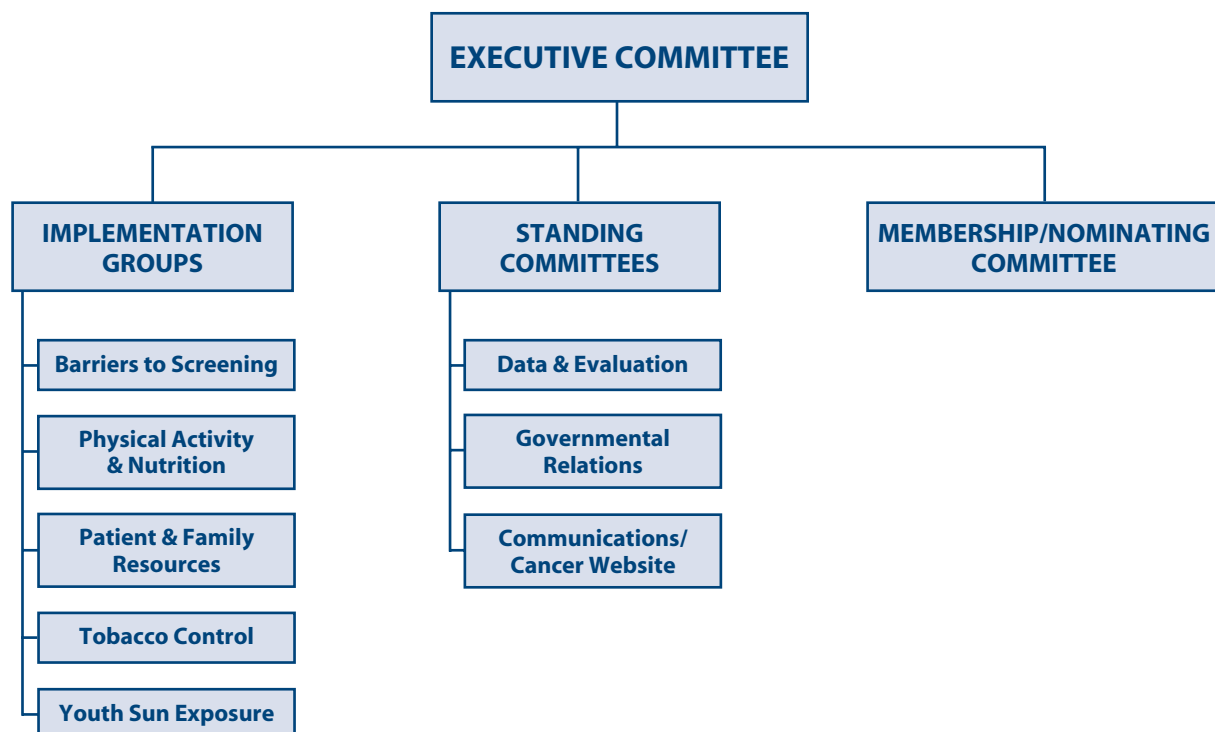 EXECUTIVE COMMITTEE
IMPLEMENTATION
GROUPS
Barriers to Screening
Physical Activity
& Nutrition
Patient & Family
Resources
Tobacco Control
Youth Sun Exposure
STANDING
COMMITTEES
Data & Evaluation
Governmental
Relations
Communications/
Cancer Website
MEMBERSHIP/NOMINATING
COMMITTEE